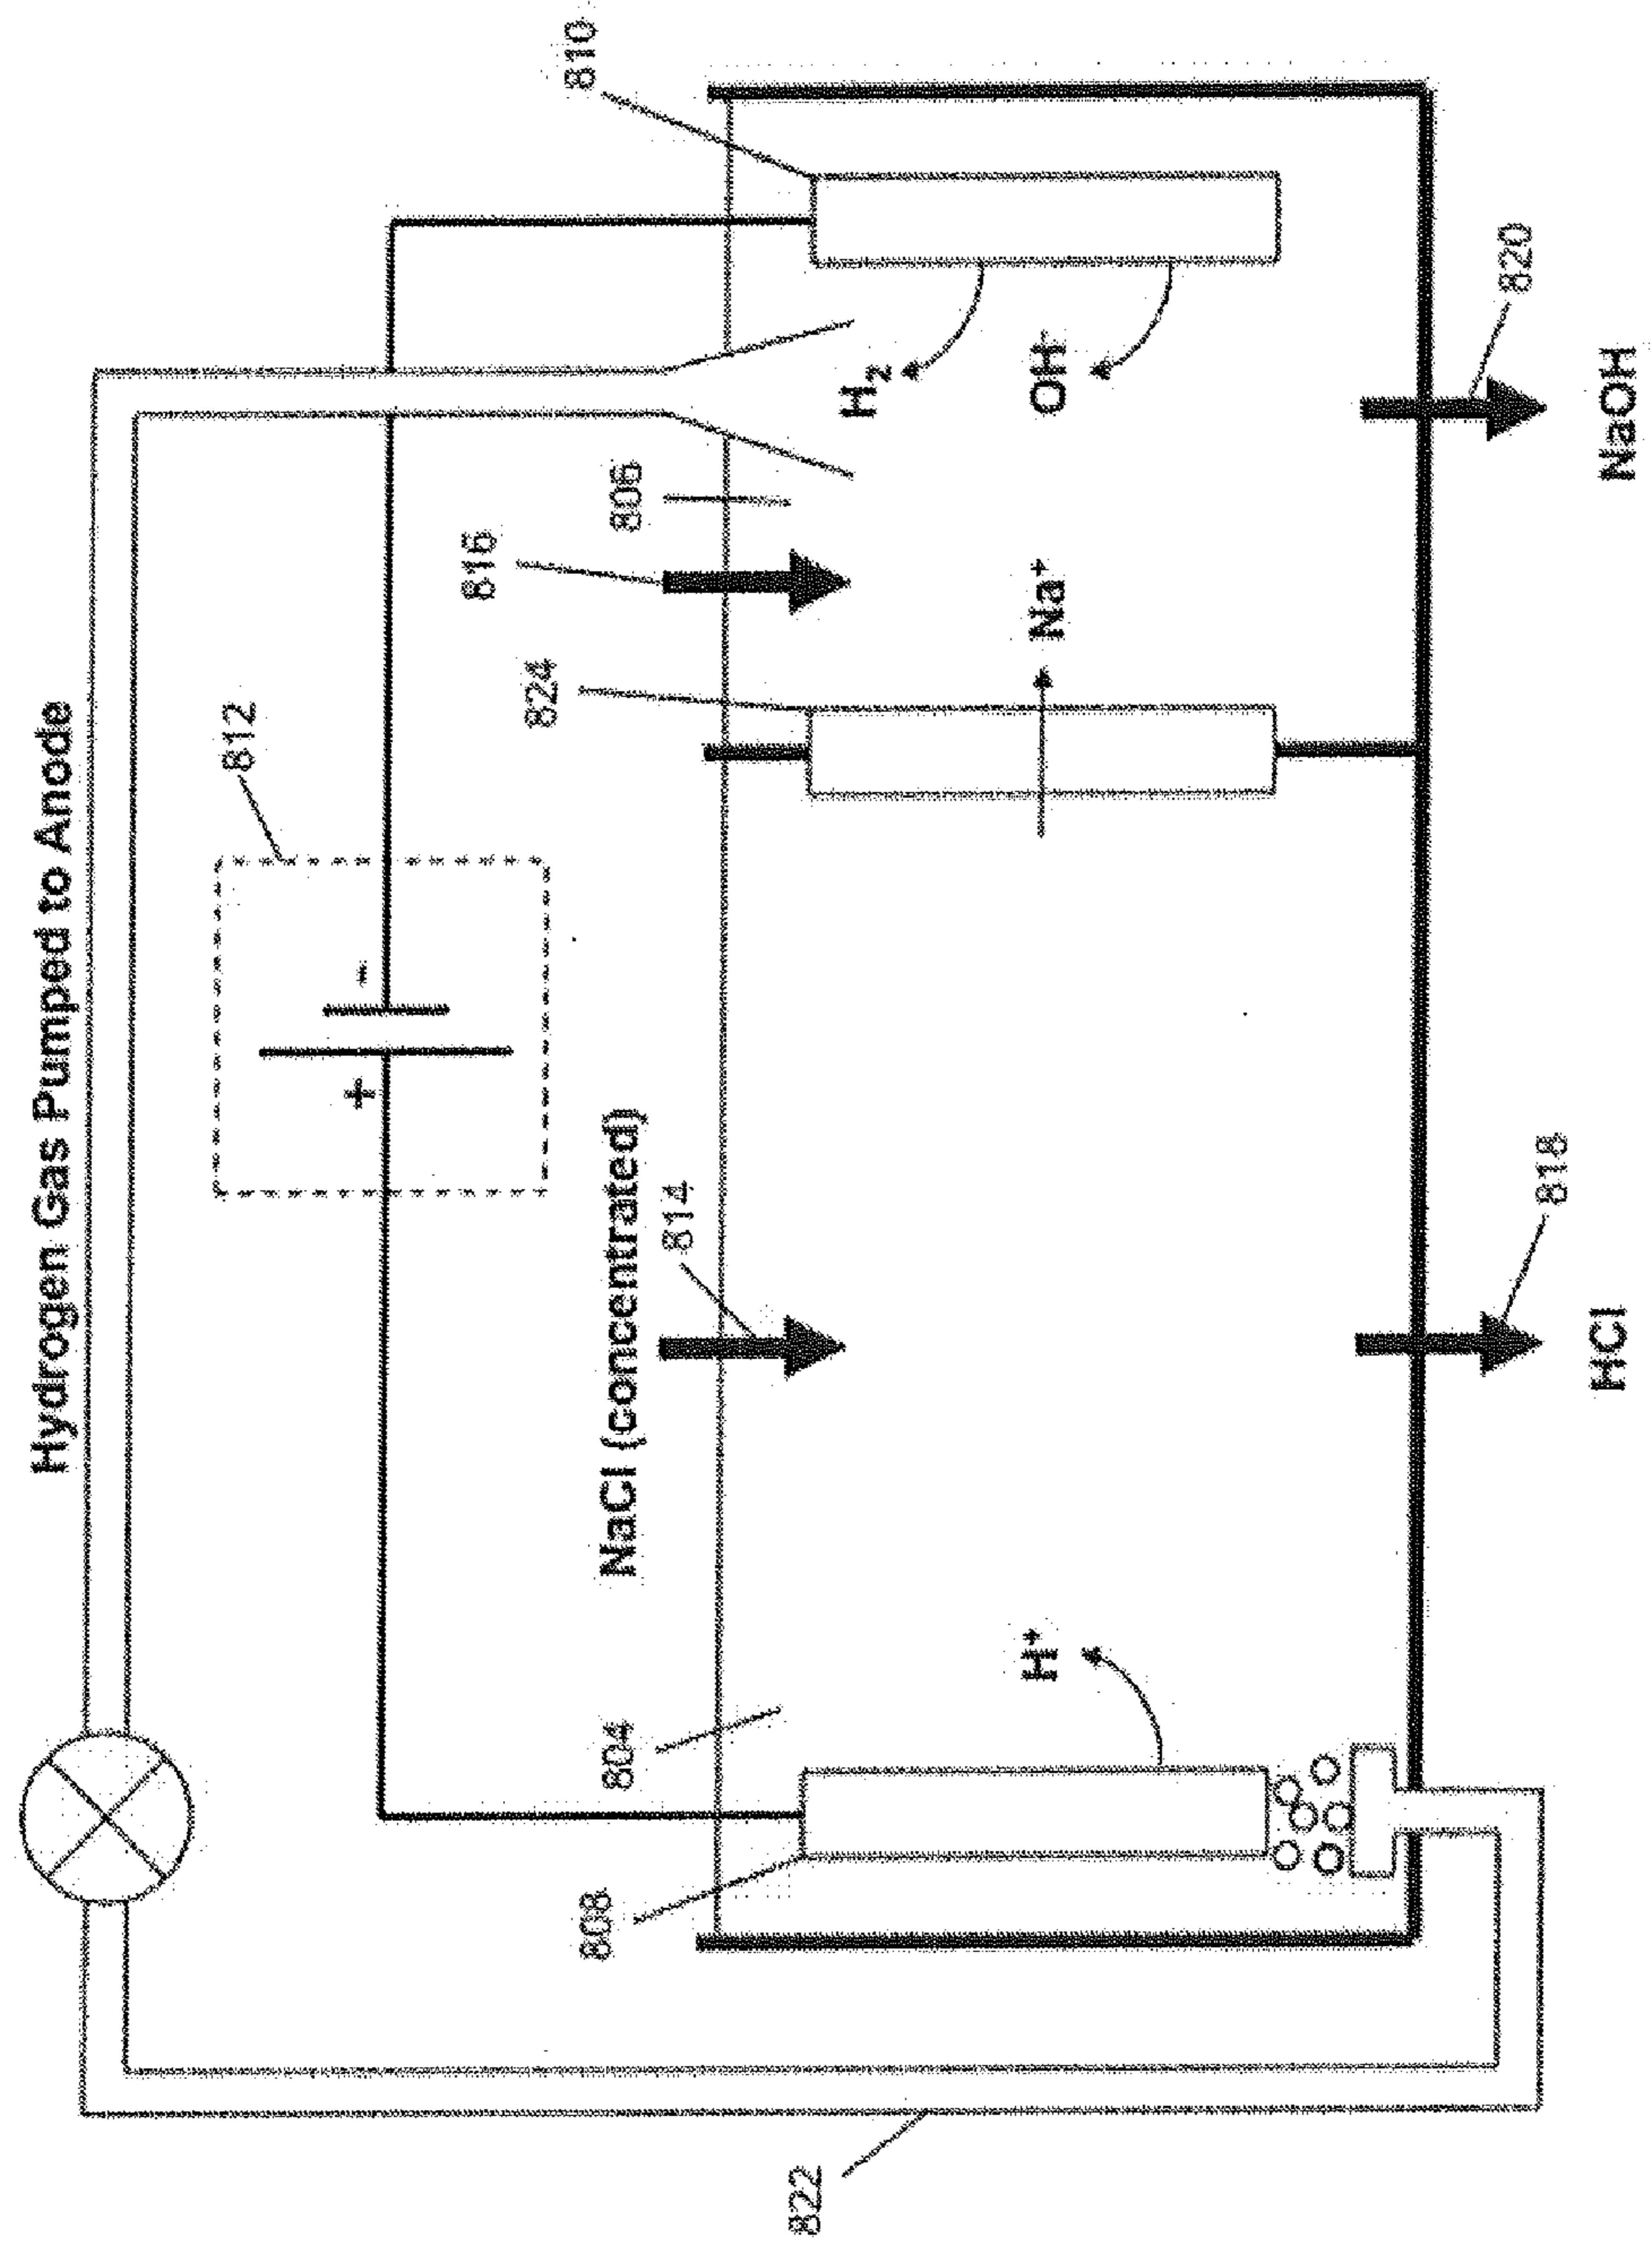 Hydrogen Gas Pumped to Anode
812
+
-
816
824
810
808
804
NaCl (concentrated)
806
814
822
H₂
H⁺
Na⁺
OH⁻
818
820
HCl
NaOH